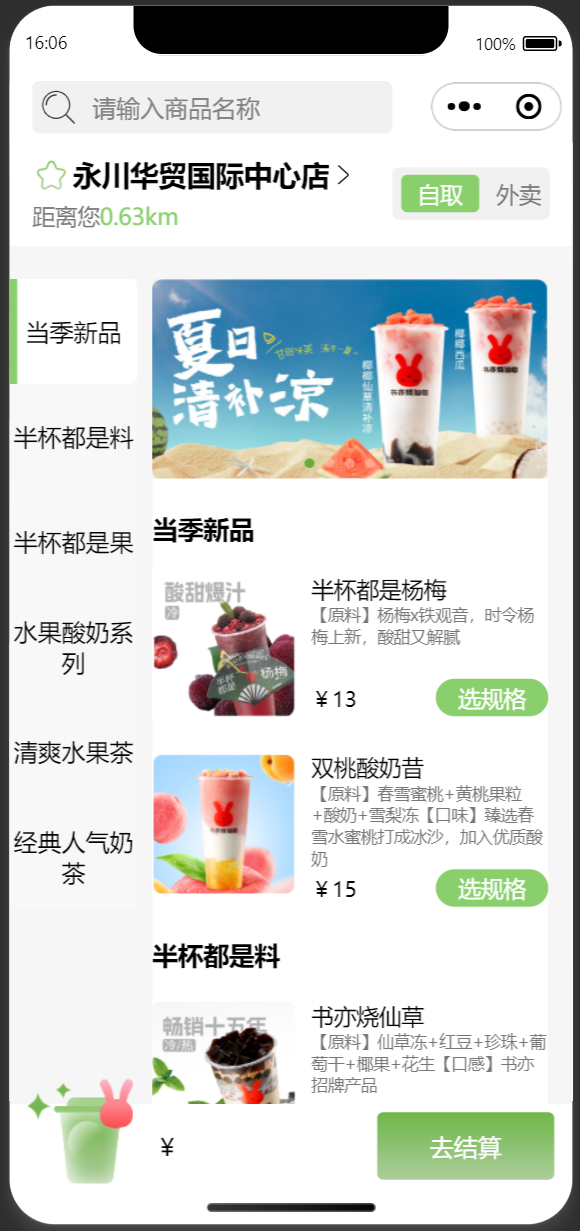 16:06
100%
请输入商品名称
永川华贸国际中心店
距离您0.63km
自取
外卖
当季新品
半杯都是料
半杯都是果
水果酸奶系
列
清爽水果茶
经典人气奶
茶
夏日
清补凉
椰椰仙草清补凉
椰椰西瓜
当季新品
酸甜爆汁
冷
半杯都是
杨梅
半杯都是杨梅
【原料】杨梅x铁观音，时令杨
梅上新，酸甜又解腻
￥13
选规格
双桃酸奶昔
【原料】春雪蜜桃+黄桃果粒
+酸奶+雪梨冻【口味】臻选春
雪水蜜桃打成冰沙，加入优质酸
奶
￥15
选规格
半杯都是料
畅销十五年
冷/热
书亦烧仙草
【原料】仙草冻+红豆+珍珠+葡
萄干+椰果+花生【口感】书亦
招牌产品
￥
去结算